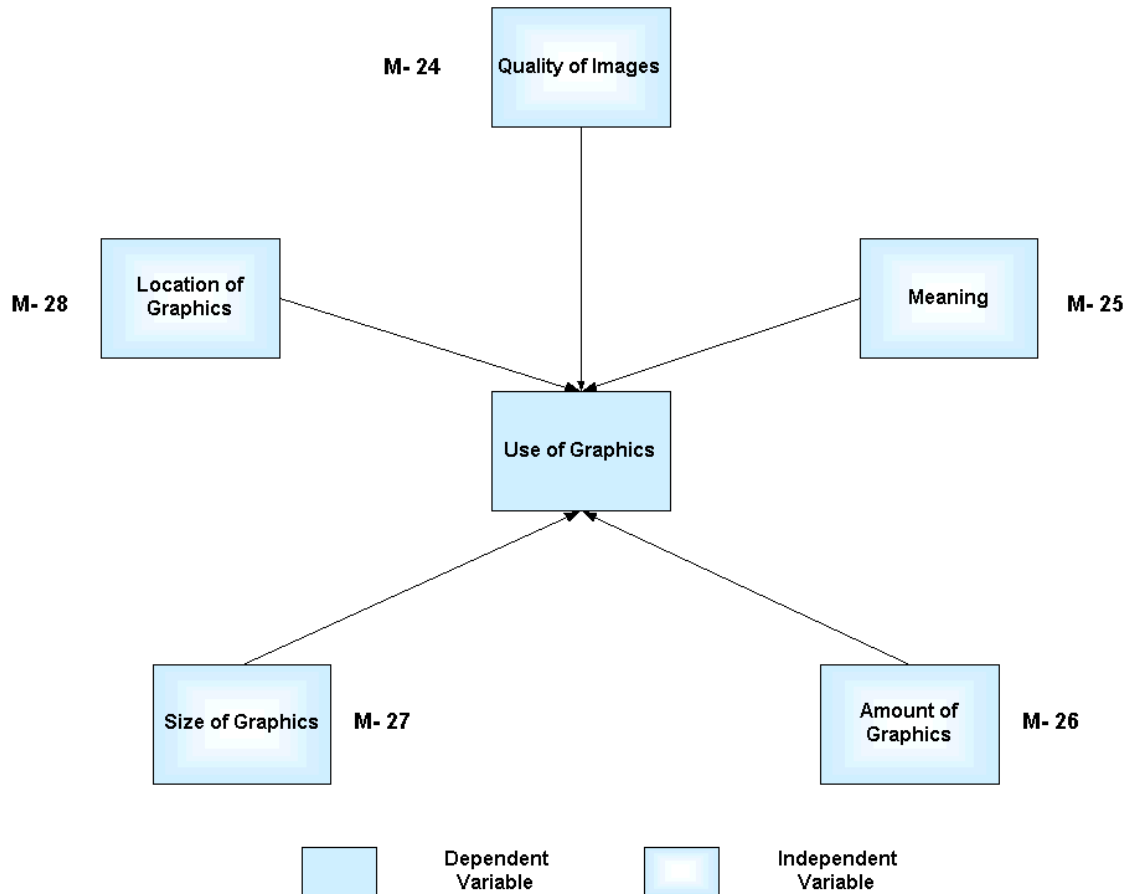 M- 24
Quality of Images
Location of
Graphics
M- 28
Meaning
M- 25
Use of Graphics
Size of Graphics
M- 27
Amount of
Graphics
M- 26
Dependent
Variable
Independent
Variable